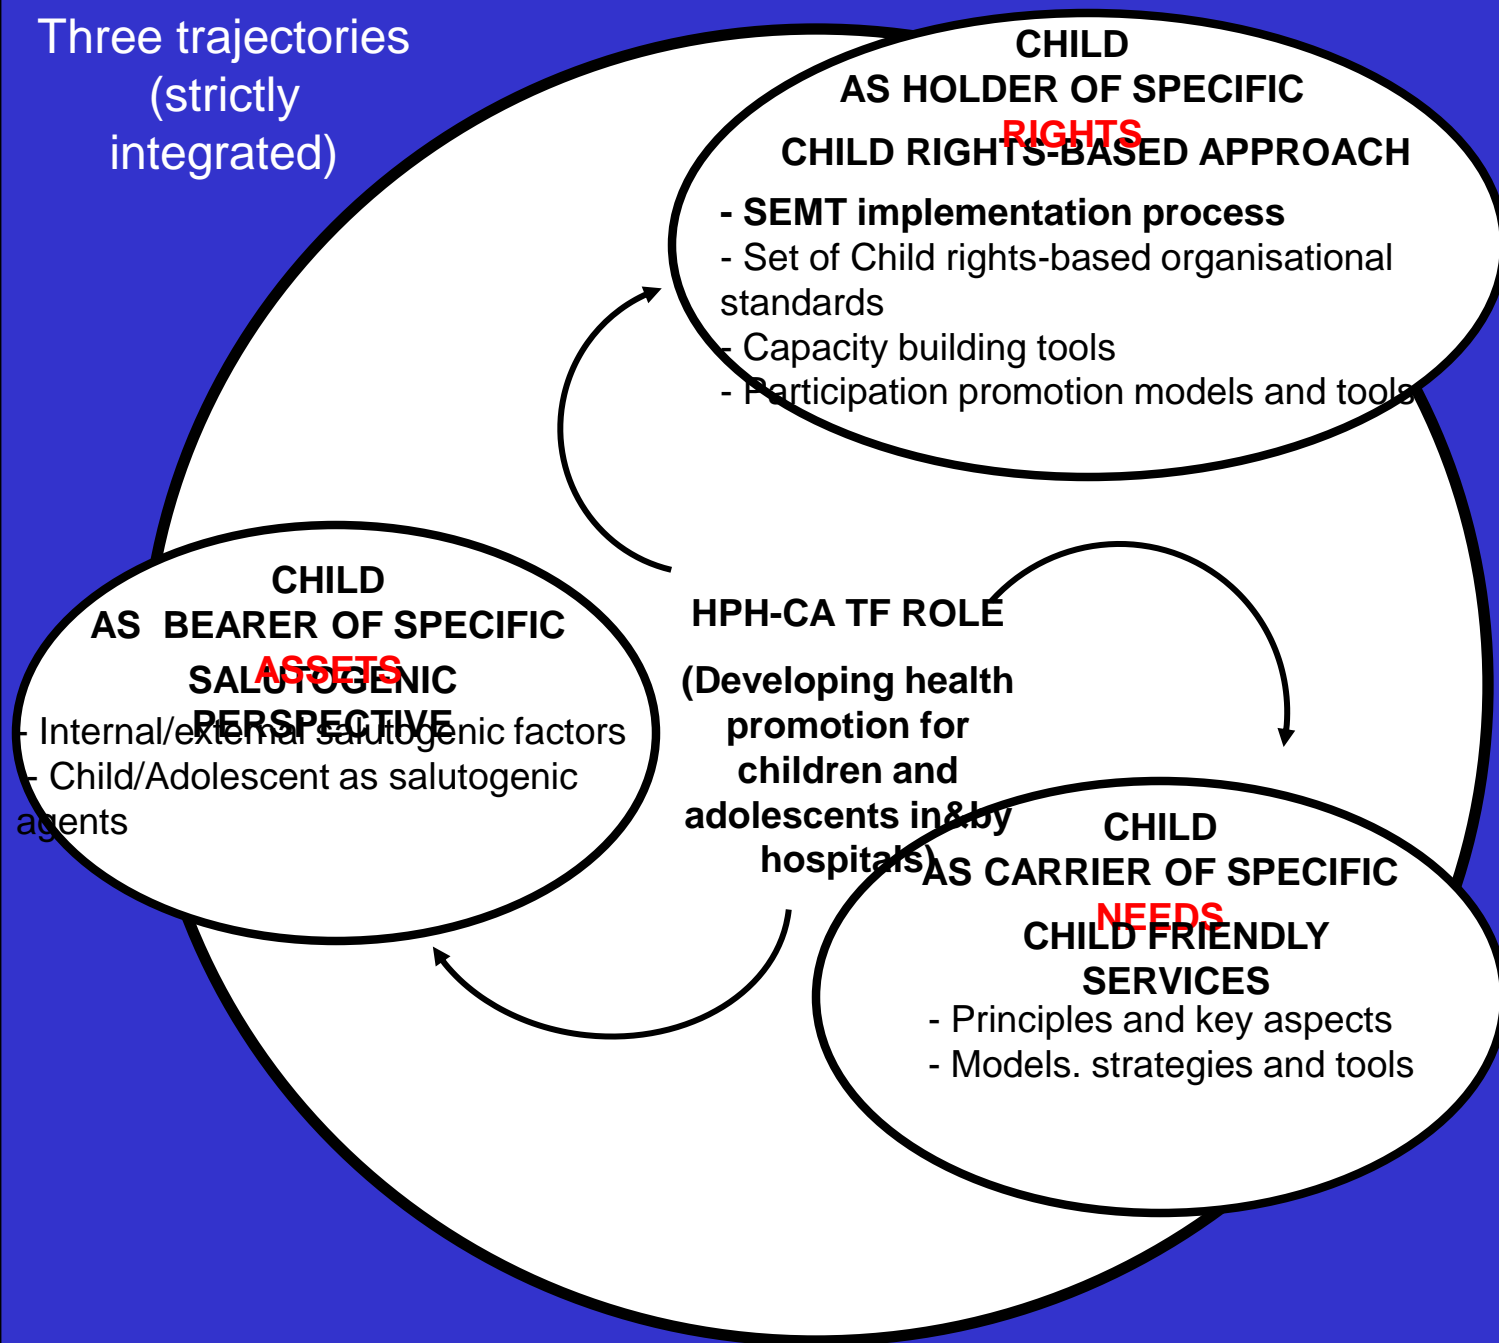 Three trajectories
(strictly
integrated)
CHILD
AS HOLDER OF SPECIFIC
RIGHTS
CHILD RIGHTS-BASED APPROACH
- SEMT implementation process
- Set of Child rights-based organisational
standards
- Capacity building tools
- Participation promotion models and tools
CHILD
AS BEARER OF SPECIFIC
ASSETS
SALUTOGENIC
PERSPECTIVE
- Internal/external salutogenic factors
- Child/Adolescent as salutogenic
agents
HPH-CA TF ROLE
(Developing health
promotion for
children and
adolescents in&by
hospitals)
CHILD
AS CARRIER OF SPECIFIC
NEEDS
CHILD FRIENDLY
SERVICES
- Principles and key aspects
- Models. strategies and tools